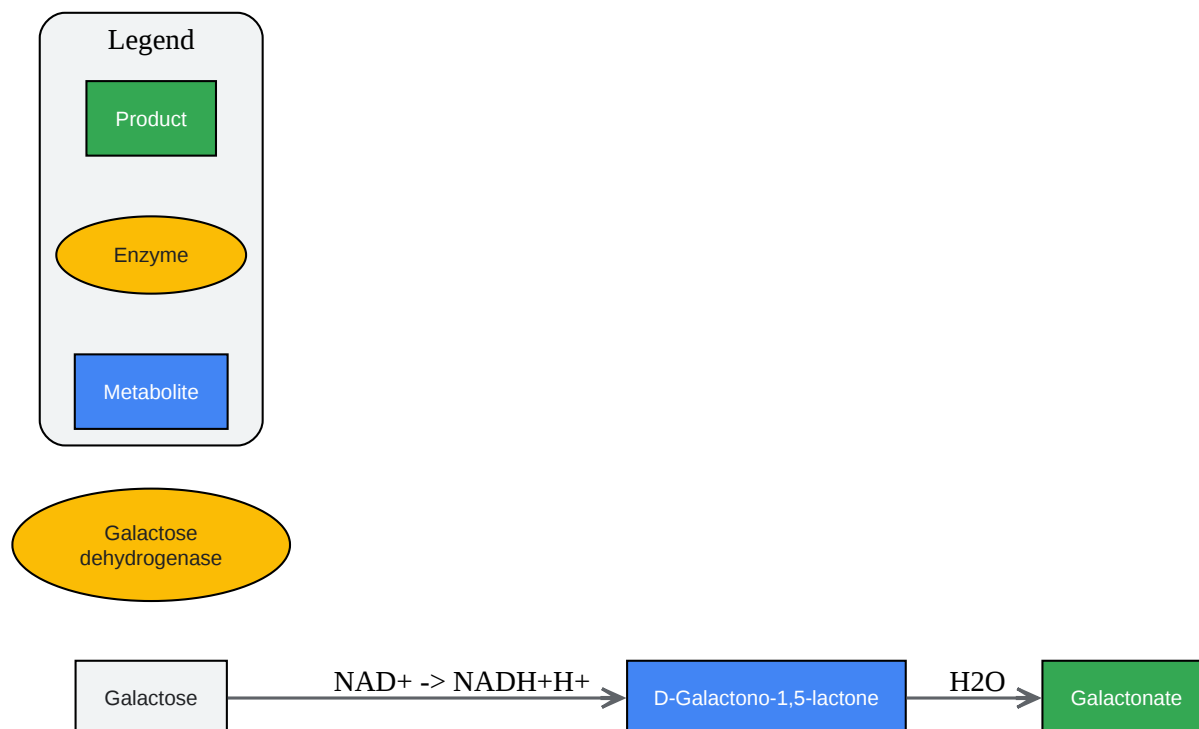 Legend
Product
Enzyme
Metabolite
Galactose
dehydrogenase
Galactose
NAD+ -> NADH+H+
D-Galactono-1,5-lactone
H2O
Galactonate